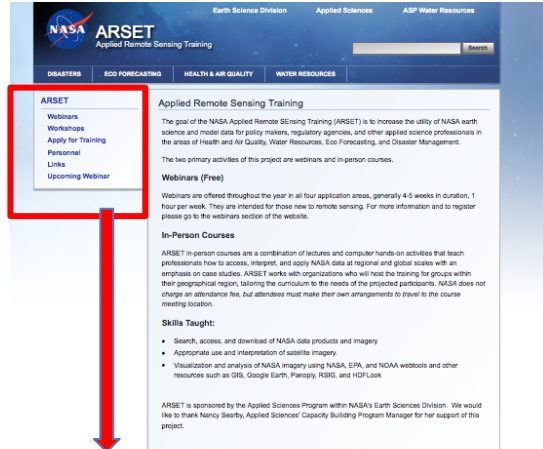 Earth Science Division Applied Sciences ASP Water Resources
NASA
ARSET
Applied Remote Sensing Training
Search
DISASTERS ECO FORECASTING HEALTH & AIR QUALITY WATER RESOURCES
ARSET
Webinars
Workshops
Apply for Training
Personnel
Links
Upcoming Webinar
Applied Remote Sensing Training
The goal of the NASA Applied Remote SEnsing Training (ARSET) is to increase the utility of NASA earth
science and model data for policy makers, regulatory agencies, and other applied science professionals in
the areas of Health and Air Quality, Water Resources, Eco Forecasting, and Disaster Management.
The two primary activities of this project are webinars and in-person courses.
Webinars (Free)
Webinars are offered throughout the year in all four application areas, generally 4-5 weeks in duration, 1
hour per week. They are intended for those new to remote sensing. For more information and to register
please go to the webinars section of the website.
In-Person Courses
ARSET in-person courses are a combination of lectures and computer hands-on activities that teach
professionals how to access, interpret, and apply NASA data at regional and global scales with an
emphasis on case studies. ARSET works with organizations who will host the training for groups within
their geographical region, tailoring the curriculum to the needs of the projected participants. NASA does not
charge an attendance fee, but attendees must make their own arrangements to travel to the course
meeting location.
Skills Taught:
• Search, access, and download of NASA data products and imagery
• Appropriate use and interpretation of satellite imagery.
• Visualization and analysis of NASA imagery using NASA, EPA, and NOAA webtools and other
resources such as GIS, Google Earth, Panoply, RSIG, and HDFLook
ARSET is sponsored by the Applied Sciences Program within NASA's Earth Sciences Division. We would
like to thank Nancy Searby, Applied Sciences' Capacity Building Program Manager for her support of this
project.